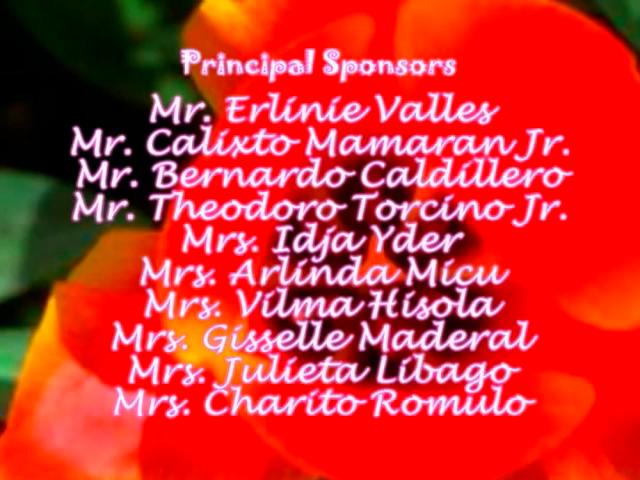 Principal Sponsors
Mr. Erlinie Valles
Mr. Calixto Mamaran Jr.
Mr. Bernardo Caldillero
Mr. Theodoro Torcino Jr.
Mrs. Idja Yder
Mrs. Arlinda Micu
Mrs. Vilma Hisola
Mrs. Gisselle Maderal
Mrs. Julieta Libago
Mrs. Charito Romulo